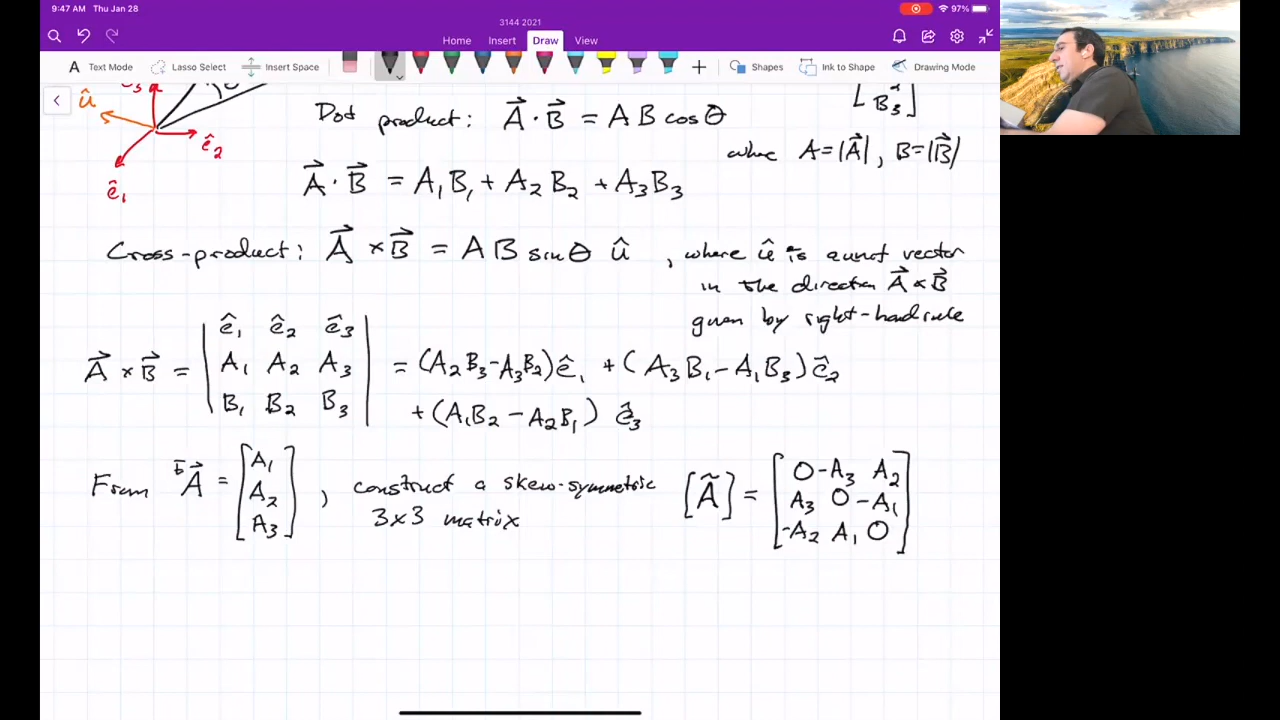 9:47 AM Thu Jan 28
97%
3144 2021
Home Insert Draw View
Text Mode Lasso Select Insert Space Shapes Ink to Shape Drawing Mode
û
ê₂
ê₁
B₃
Dot product: A⃗ · B⃗ = A B cos θ
where A = |A⃗|, B = |B⃗|
A⃗ · B⃗ = A₁B₁ + A₂B₂ + A₃B₃
Cross-product: A⃗ × B⃗ = A B sin θ û , where û is a unit vector
in the direction A⃗ × B⃗
given by right-hand rule
ê₁ ê₂ ē₃
A⃗ × B⃗ = | A₁ A₂ A₃ | = (A₂B₃ - A₃B₂) ê₁ + (A₃B₁ - A₁B₃) ē₂
B₁ B₂ B₃ + (A₁B₂ - A₂B₁) ê₃
From A⃗ = [A₁ A₂ A₃] , construct a skew-symmetric
3x3 matrix
[Ã] = [0 -A₃ A₂
A₃ 0 -A₁
-A₂ A₁ 0]